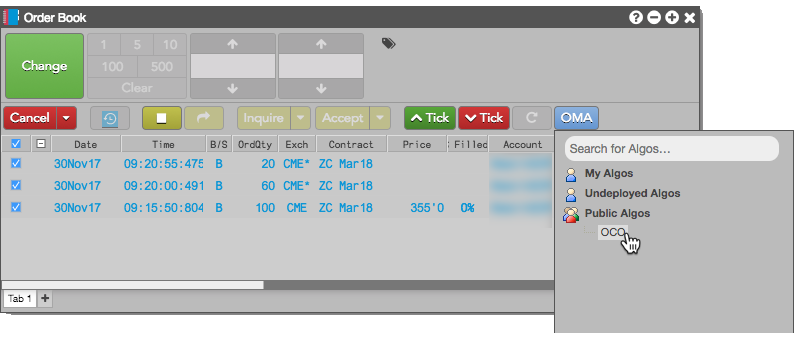 Order Book
Change
1 5 10
100 500
Clear
Cancel Inquire Accept Tick Tick C OMA
Date Time B/S OrdQty Exch Contract Price % Filled Account
30Nov17 09:20:55:475 B 20 CME* ZC Mar18
30Nov17 09:20:00:491 B 60 CME* ZC Mar18
30Nov17 09:15:50:804 B 100 CME ZC Mar18 355'0 0%
Search for Algos...
My Algos
Undeployed Algos
Public Algos
OCO
Tab 1 +